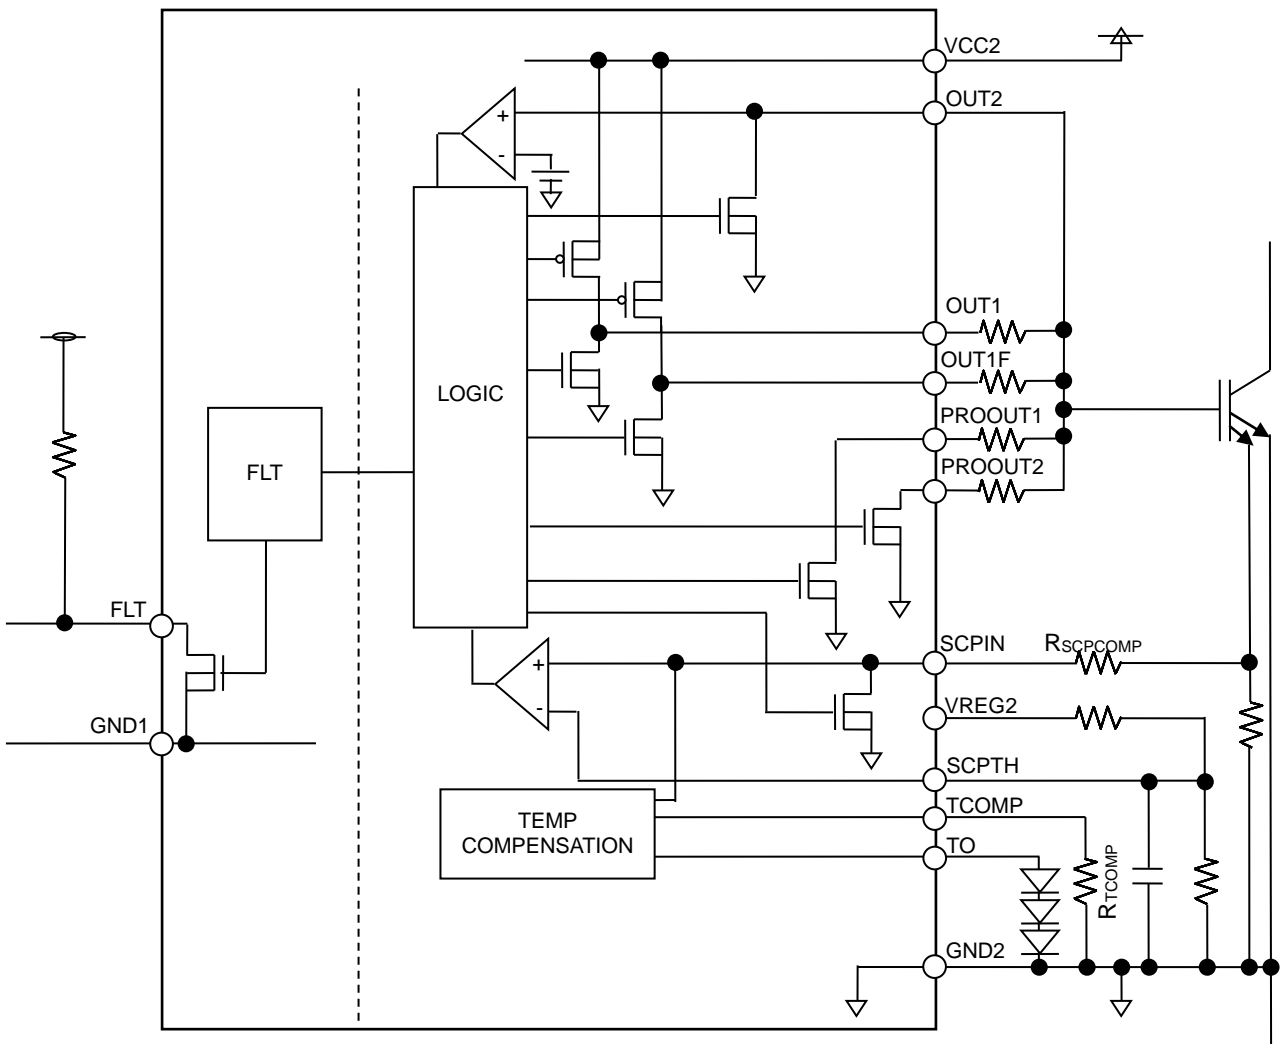 VCC2
OUT2
+
-
OUT1
OUT1F
LOGIC
PROOUT1
FLT
PROOUT2
FLT
SCPIN
RSCPCOMP
+
-
VREG2
GND1
SCPTH
TCOMP
TEMP
COMPENSATION
TO
RTCOMP
GND2